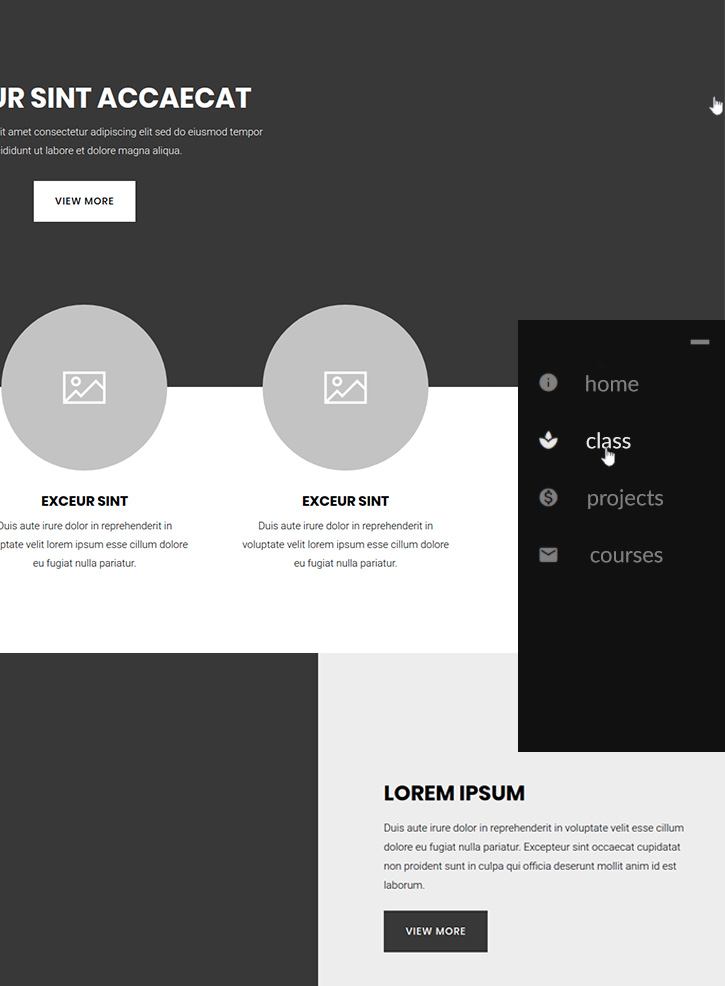 SINT ACCAECAT
amet consectetur adipiscing elit sed do eiusmod tempor
ut labore et dolore magna aliqua.
VIEW MORE
home
class
projects
courses
EXCEUR SINT
Duis aute irure dolor in reprehenderit in
velit lorem ipsum esse cillum dolore
eu fugiat nulla pariatur.
EXCEUR SINT
Duis aute irure dolor in reprehenderit in
voluptate velit lorem ipsum esse cillum dolore
eu fugiat nulla pariatur.
LOREM IPSUM
Duis aute irure dolor in reprehenderit in voluptate velit esse cillum
dolore eu fugiat nulla pariatur. Excepteur sint occaecat cupidatat
non proident sunt in culpa qui officia deserunt mollit anim id est
laborum.
VIEW MORE